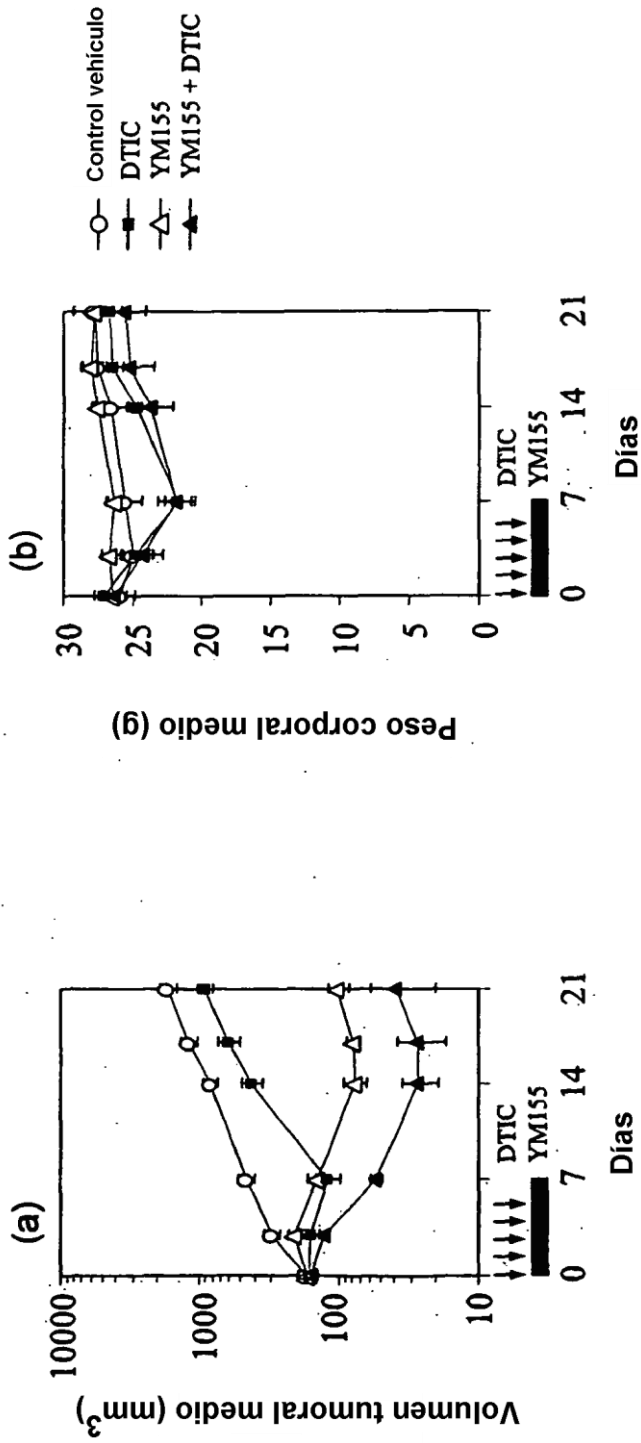 (a)
Volumen tumoral medio (mm³)
10000
1000
100
10
0
7
14
21
DTIC
YM155
Días
(b)
Peso corporal medio (g)
30
25
20
15
10
5
0
0
7
14
21
DTIC
YM155
Días
Control vehículo
DTIC
YM155
YM155 + DTIC